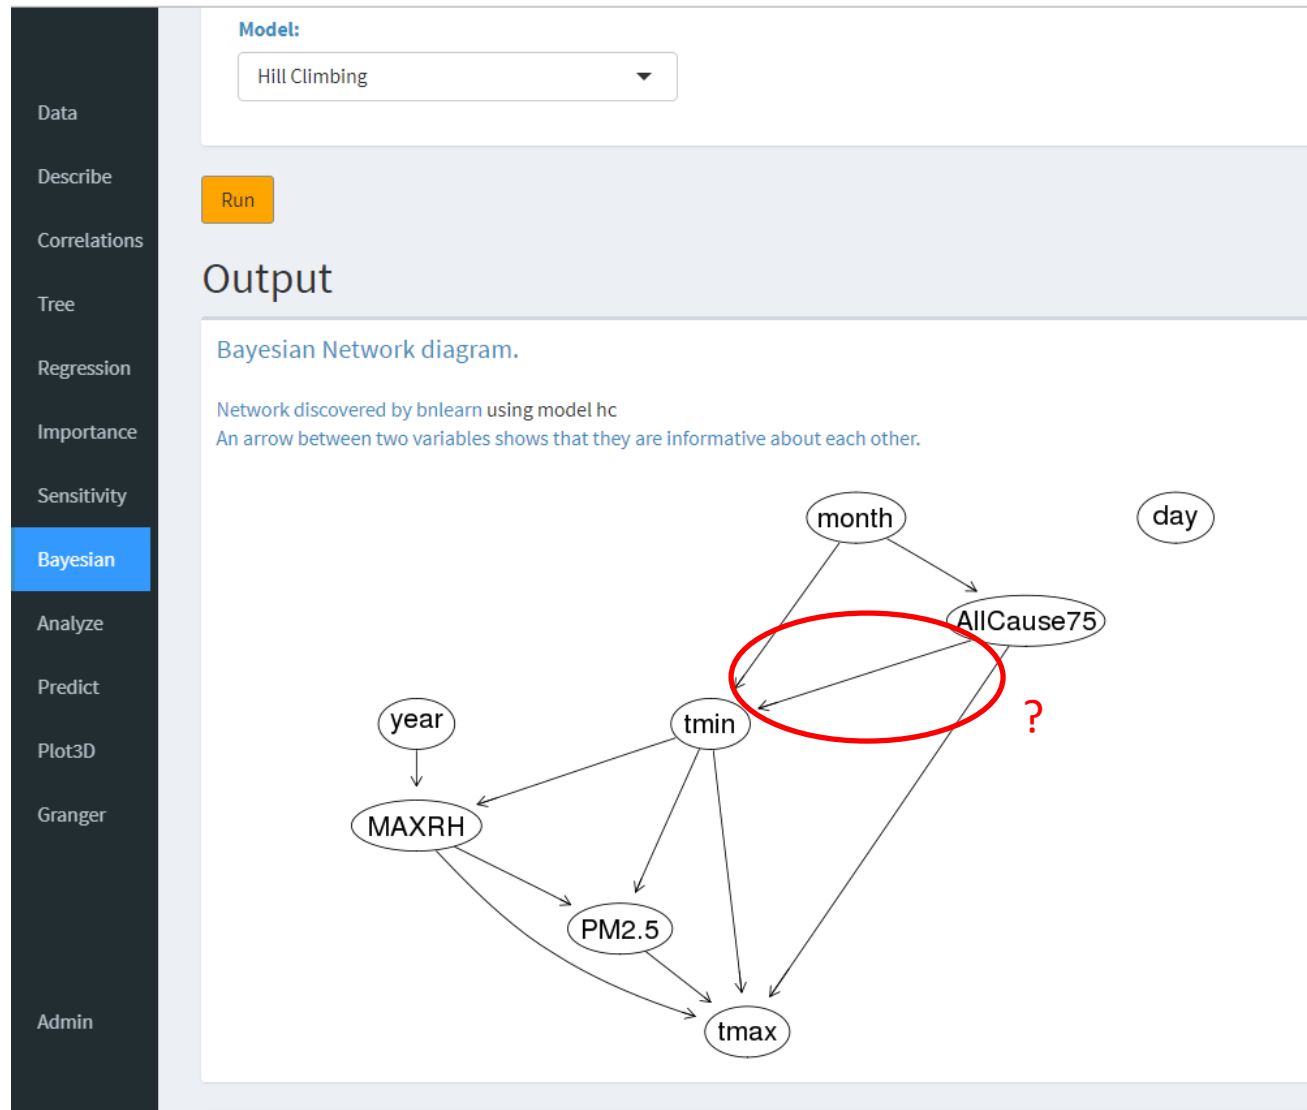 Model:
Hill Climbing
Data
Describe
Correlations
Tree
Regression
Importance
Sensitivity
Bayesian
Analyze
Predict
Plot3D
Granger
Admin
Run
Output
Bayesian Network diagram.
Network discovered by bnlearn using model hc
An arrow between two variables shows that they are informative about each other.
month
day
AllCause75
year
tmin
?
MAXRH
PM2.5
tmax